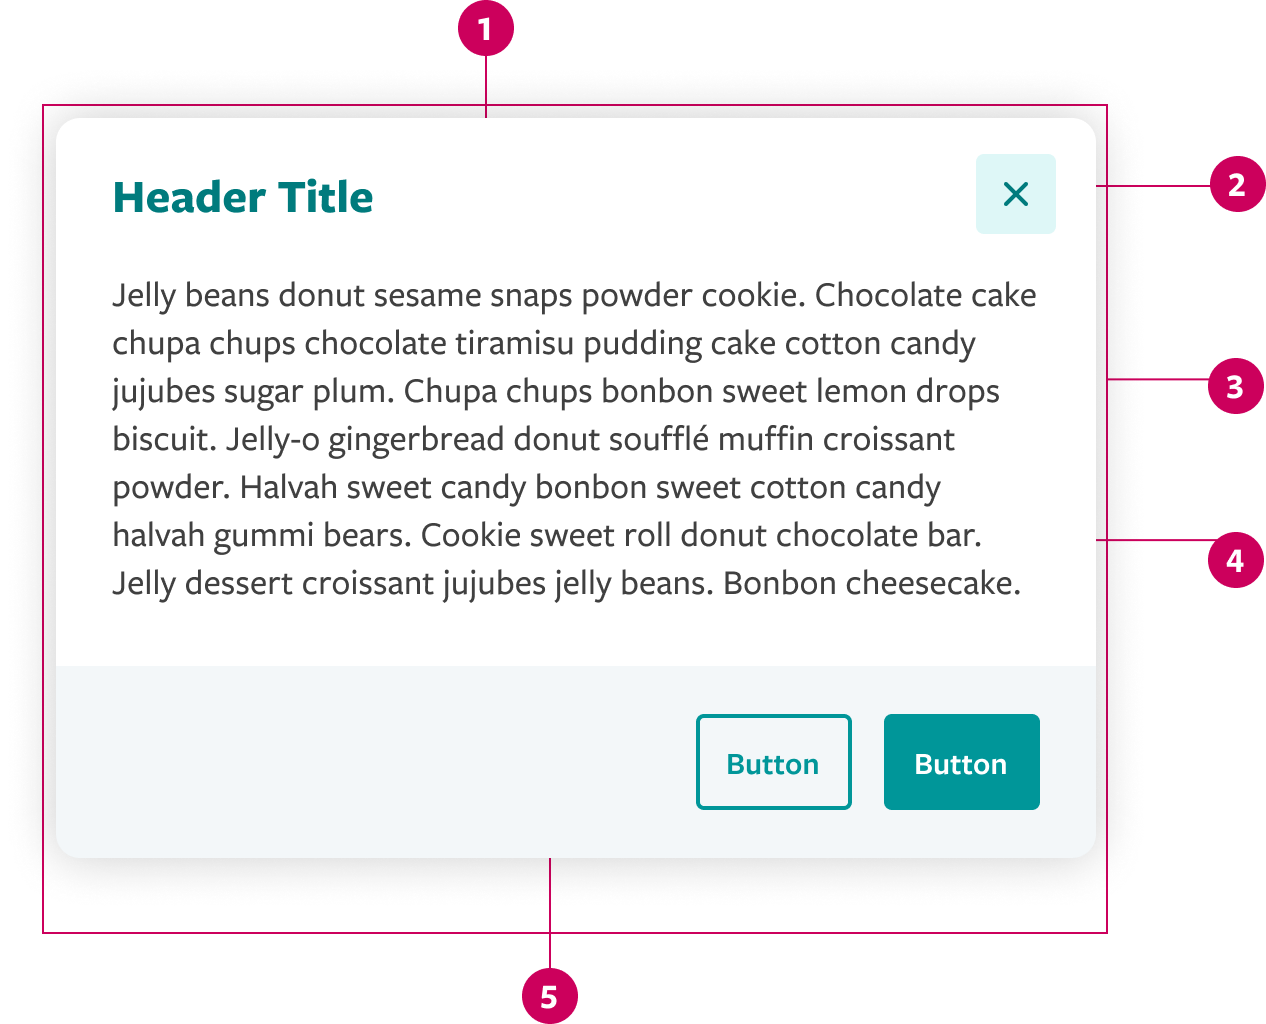 1
Header Title
2
Jelly beans donut sesame snaps powder cookie. Chocolate cake
chupa chups chocolate tiramisu pudding cake cotton candy
3
jujubes sugar plum. Chupa chups bonbon sweet lemon drops
biscuit. Jelly-o gingerbread donut soufflé muffin croissant
powder. Halvah sweet candy bonbon sweet cotton candy
halvah gummi bears. Cookie sweet roll donut chocolate bar.
4
Jelly dessert croissant jujubes jelly beans. Bonbon cheesecake.
Button
Button
5